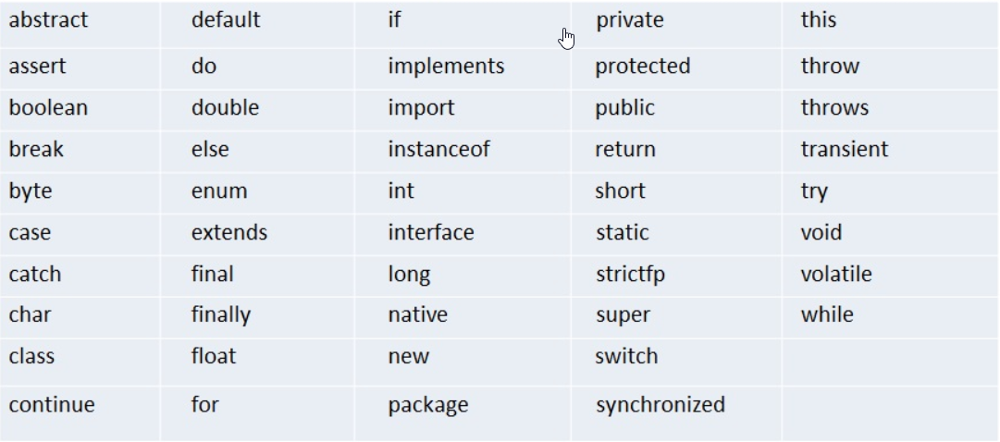 abstract default if private this
assert do implements protected throw
boolean double import public throws
break else instanceof return transient
byte enum int short try
case extends interface static void
catch final long strictfp volatile
char finally native super while
class float new switch
continue for package synchronized